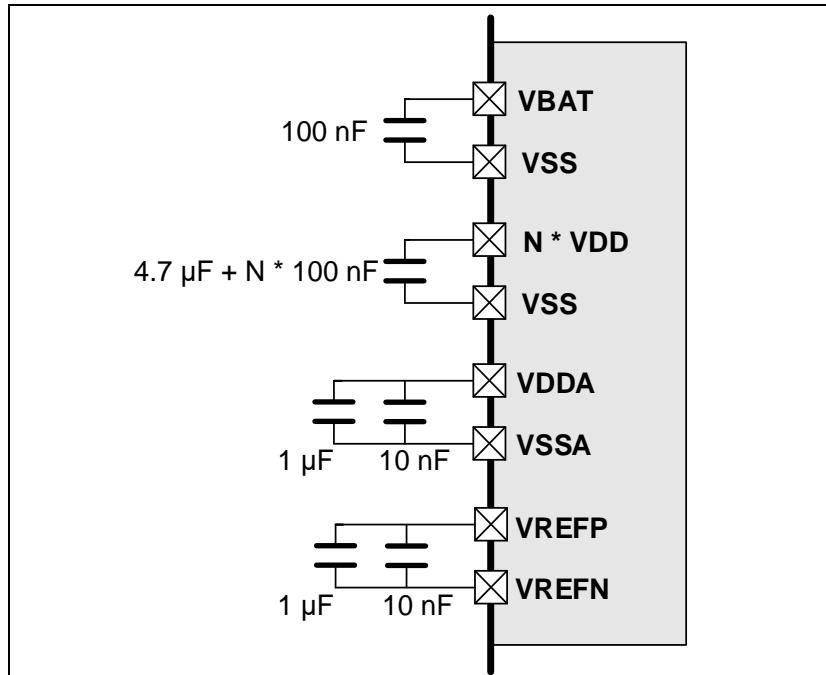 VBAT
100 nF
VSS
N * VDD
4.7 µF + N * 100 nF
VSS
VDDA
VSSA
1 µF
10 nF
VREFP
VREFN
1 µF
10 nF